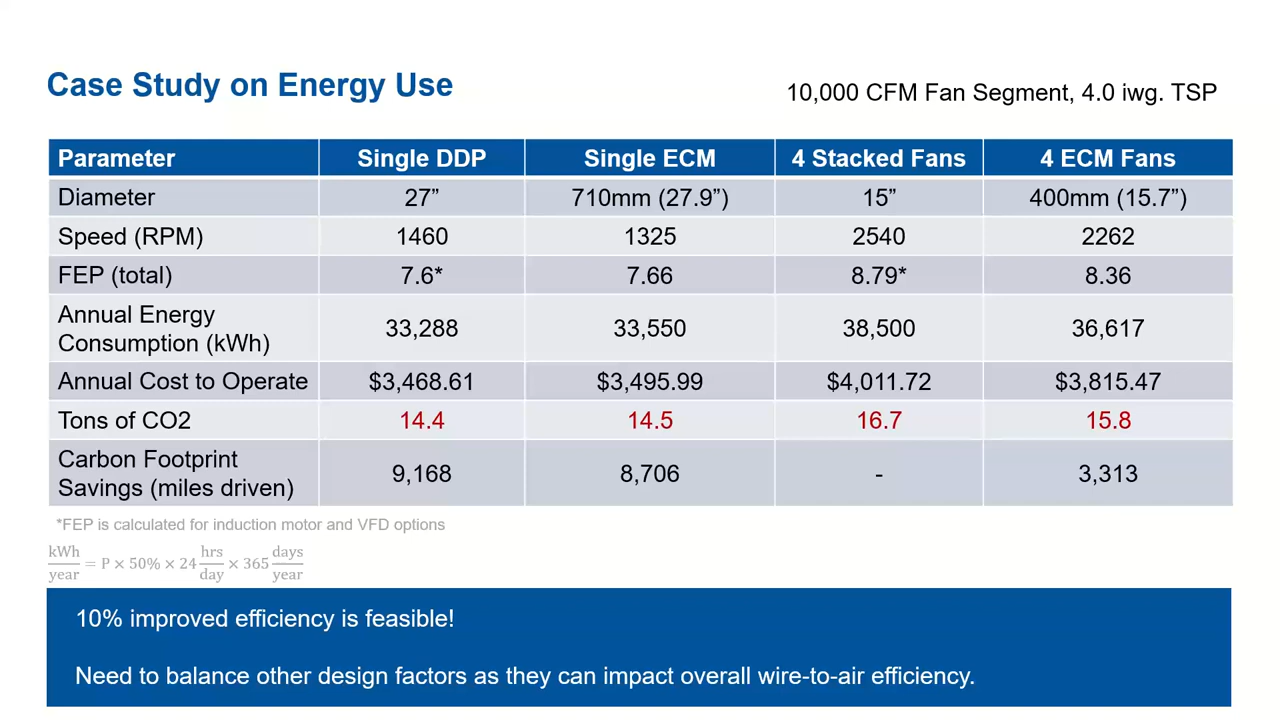 Case Study on Energy Use
10,000 CFM Fan Segment, 4.0 iwg. TSP
Parameter Single DDP Single ECM 4 Stacked Fans 4 ECM Fans
Diameter 27” 710mm (27.9”) 15” 400mm (15.7”)
Speed (RPM) 1460 1325 2540 2262
FEP (total) 7.6* 7.66 8.79* 8.36
Annual Energy
Consumption (kWh) 33,288 33,550 38,500 36,617
Annual Cost to Operate $3,468.61 $3,495.99 $4,011.72 $3,815.47
Tons of CO2 14.4 14.5 16.7 15.8
Carbon Footprint
Savings (miles driven) 9,168 8,706 - 3,313
*FEP is calculated for induction motor and VFD options
kWh/year = P × 50% × 24 hrs/day × 365 days/year
10% improved efficiency is feasible!
Need to balance other design factors as they can impact overall wire-to-air efficiency.